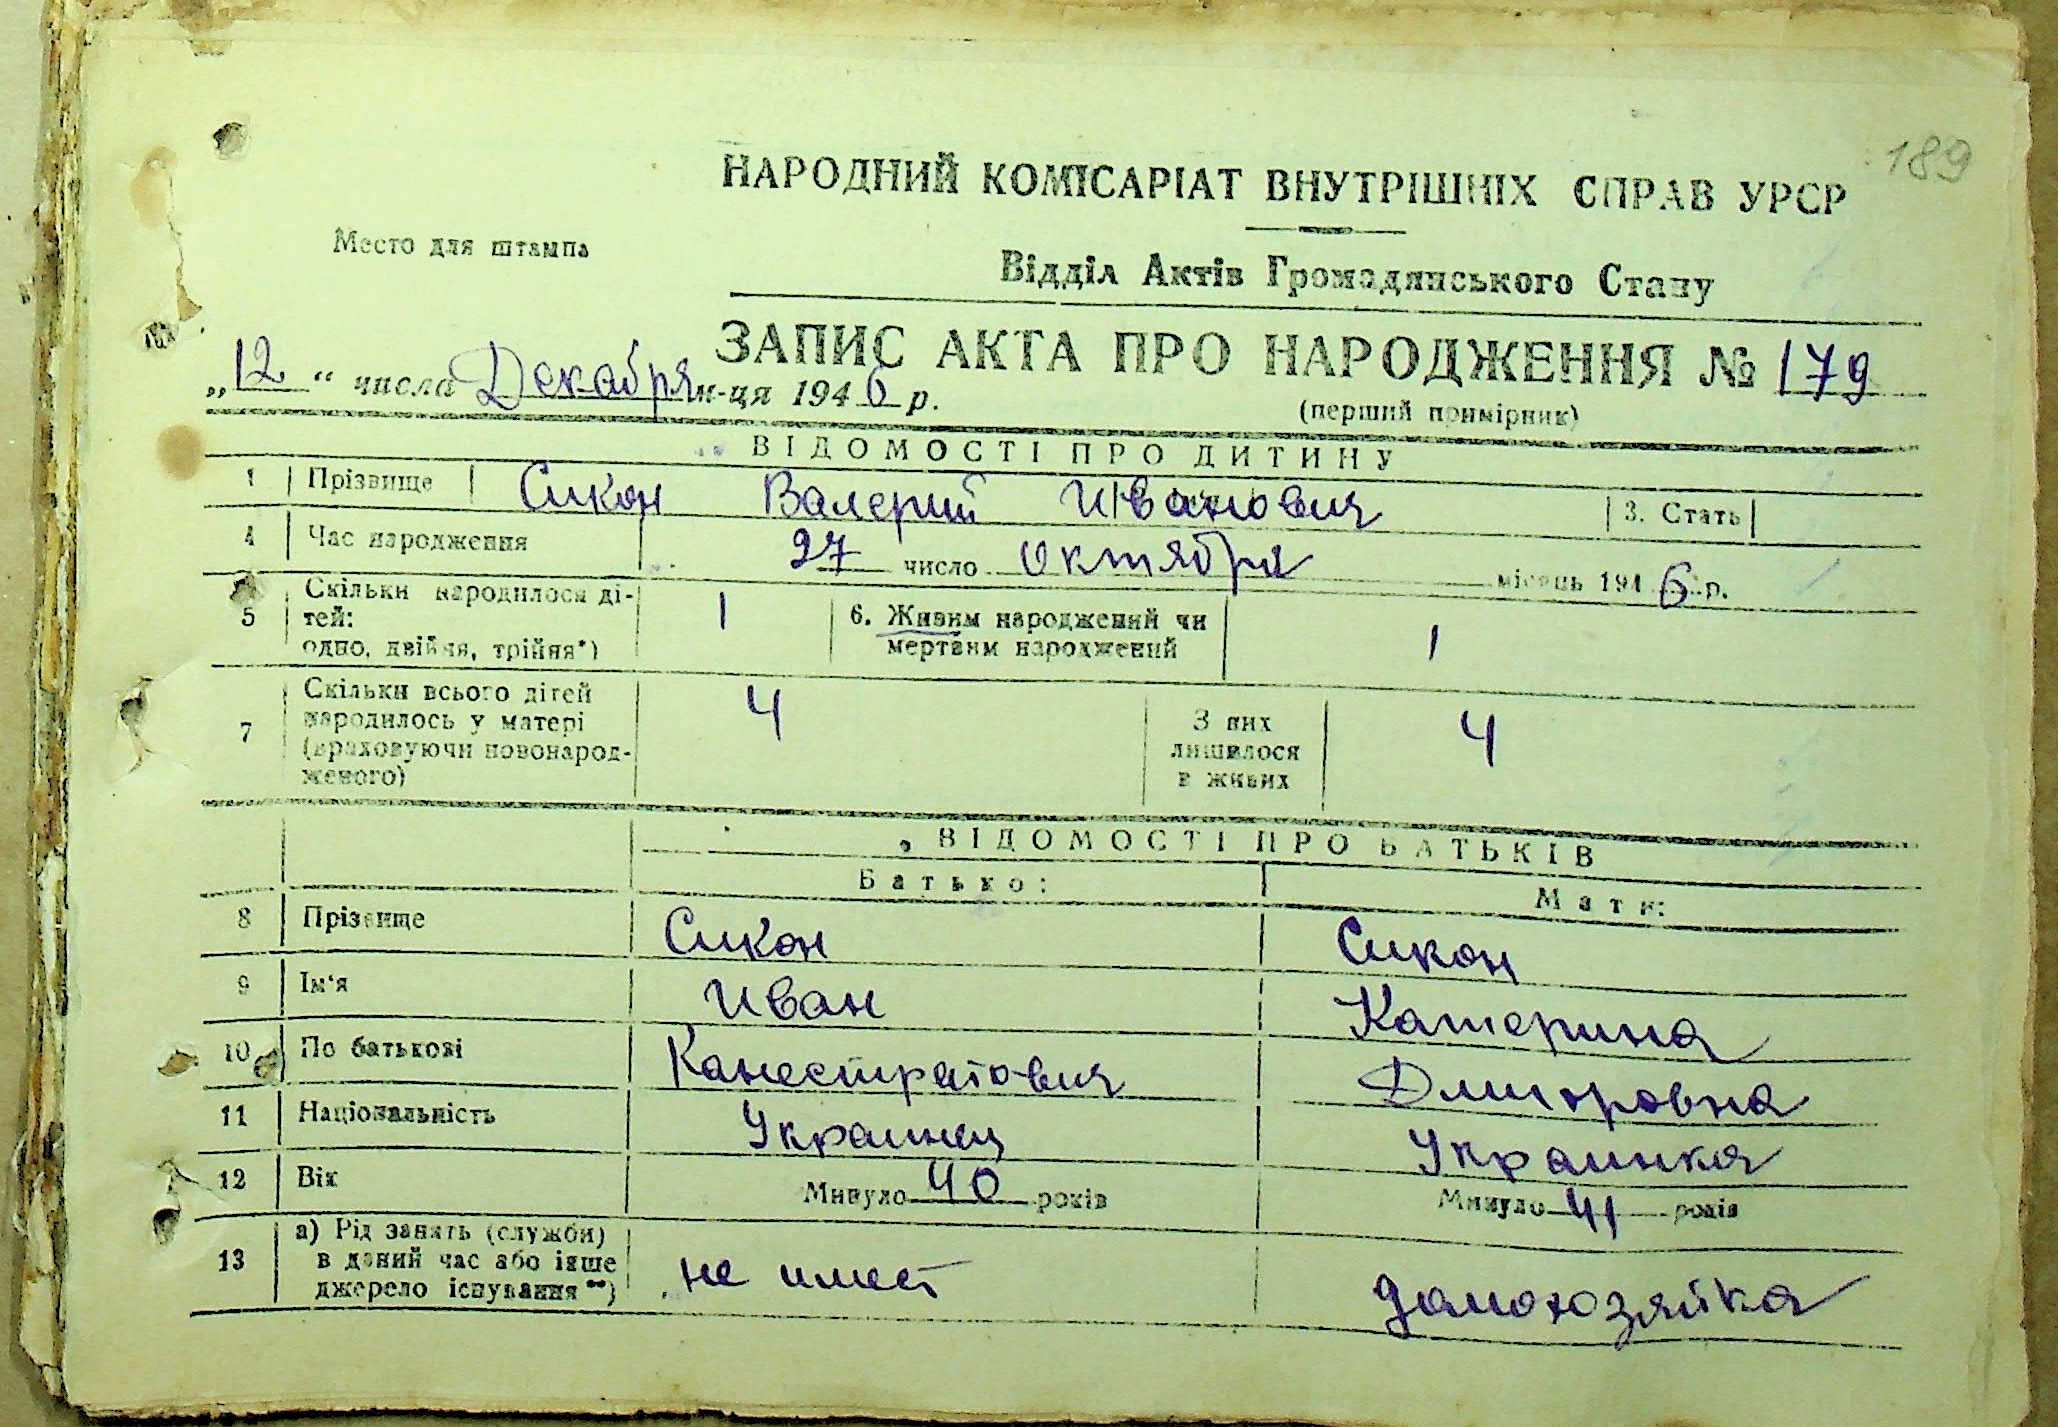 189
НАРОДНИЙ КОМІСАРІАТ ВНУТРІШНІХ СПРАВ УРСР
Место для штампа
Відділ Актів Громадянського Стану
ЗАПИС АКТА ПРО НАРОДЖЕННЯ № 179
„12“ числа Декабря м-ця 1946 р.
(перший примірник)
ВІДОМОСТІ ПРО ДИТИНУ
1 Прізвище Сикон Валерий Иванович 3. Стать
4 Час народження 27 число октября місяць 1946 р.
5 Скільки народилося ді-
тей:
одно, двійня, трійня*) 1
6. Живим народжений чи
мертвим народжений 1
7 Скільки всього дітей
народилось у матері
(враховуючи новонарод-
женого) 4
З них
лишилося
в живих 4
ВІДОМОСТІ ПРО БАТЬКІВ
Батько: Мати:
8 Прізвище Сикон Сикон
9 Ім'я Иван Катерина
10 По батькові Канестратович Дмитровна
11 Національність Украинец Украинка
12 Вік Минуло 40 років Минуло 41 років
13 а) Рід занять (служби)
в даний час або інше
джерело існування**) не имеет домохозяйка